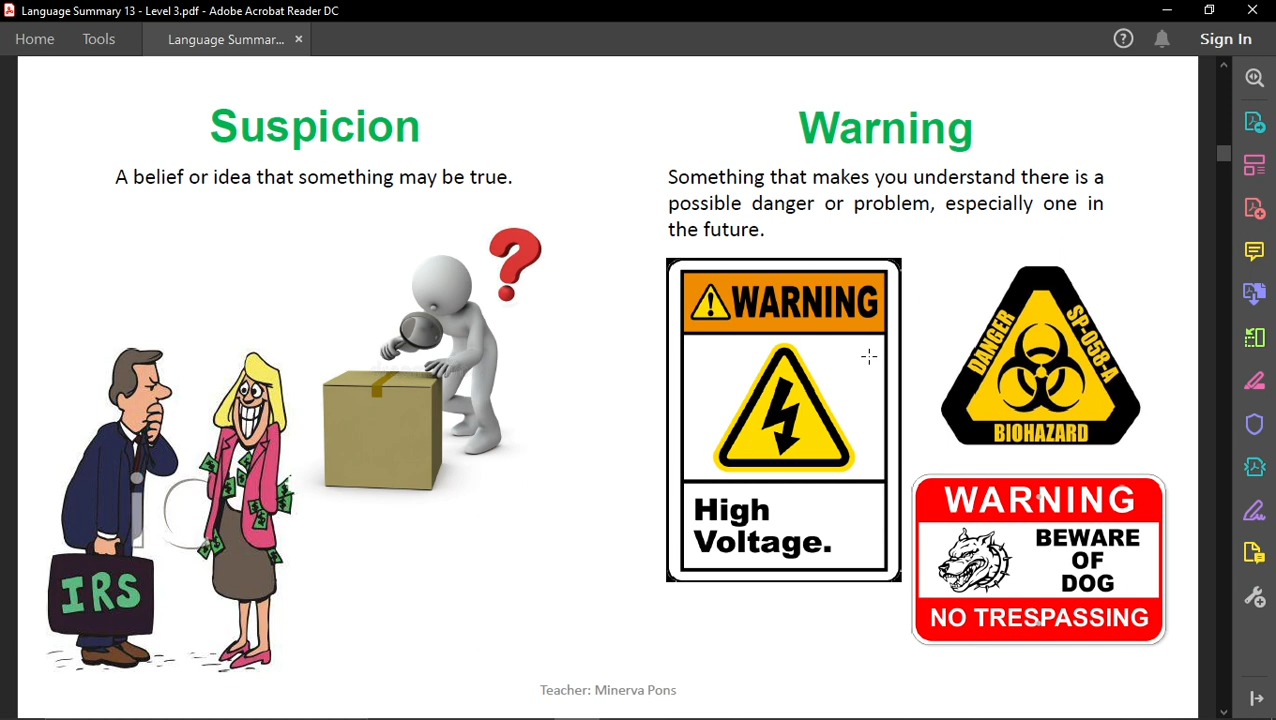 Language Summary 13 - Level 3.pdf - Adobe Acrobat Reader DC
Home Tools Language Summar... × Sign In
Suspicion
A belief or idea that something may be true.
Warning
Something that makes you understand there is a
possible danger or problem, especially one in
the future.
?
IRS
WARNING
High
Voltage.
DANGER
SP-058-A
BIOHAZARD
WARNING
BEWARE
OF
DOG
NO TRESPASSING
Teacher: Minerva Pons